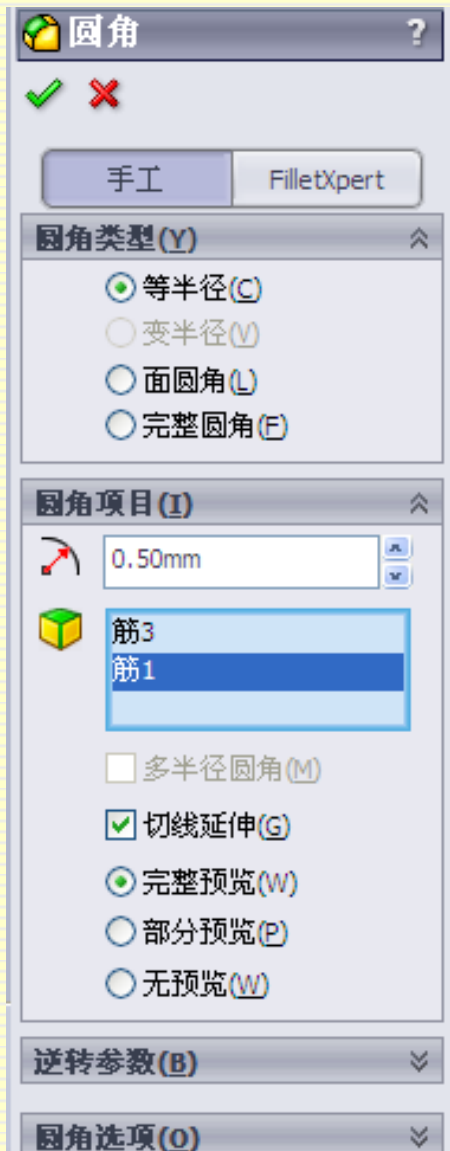 圆角 ?
手工 FilletXpert
圆角类型(Y)
等半径(C)
变半径(V)
面圆角(L)
完整圆角(F)
圆角项目(I)
0.50mm
筋3
筋1
多半径圆角(M)
切线延伸(G)
完整预览(W)
部分预览(P)
无预览(W)
逆转参数(B)
圆角选项(O)